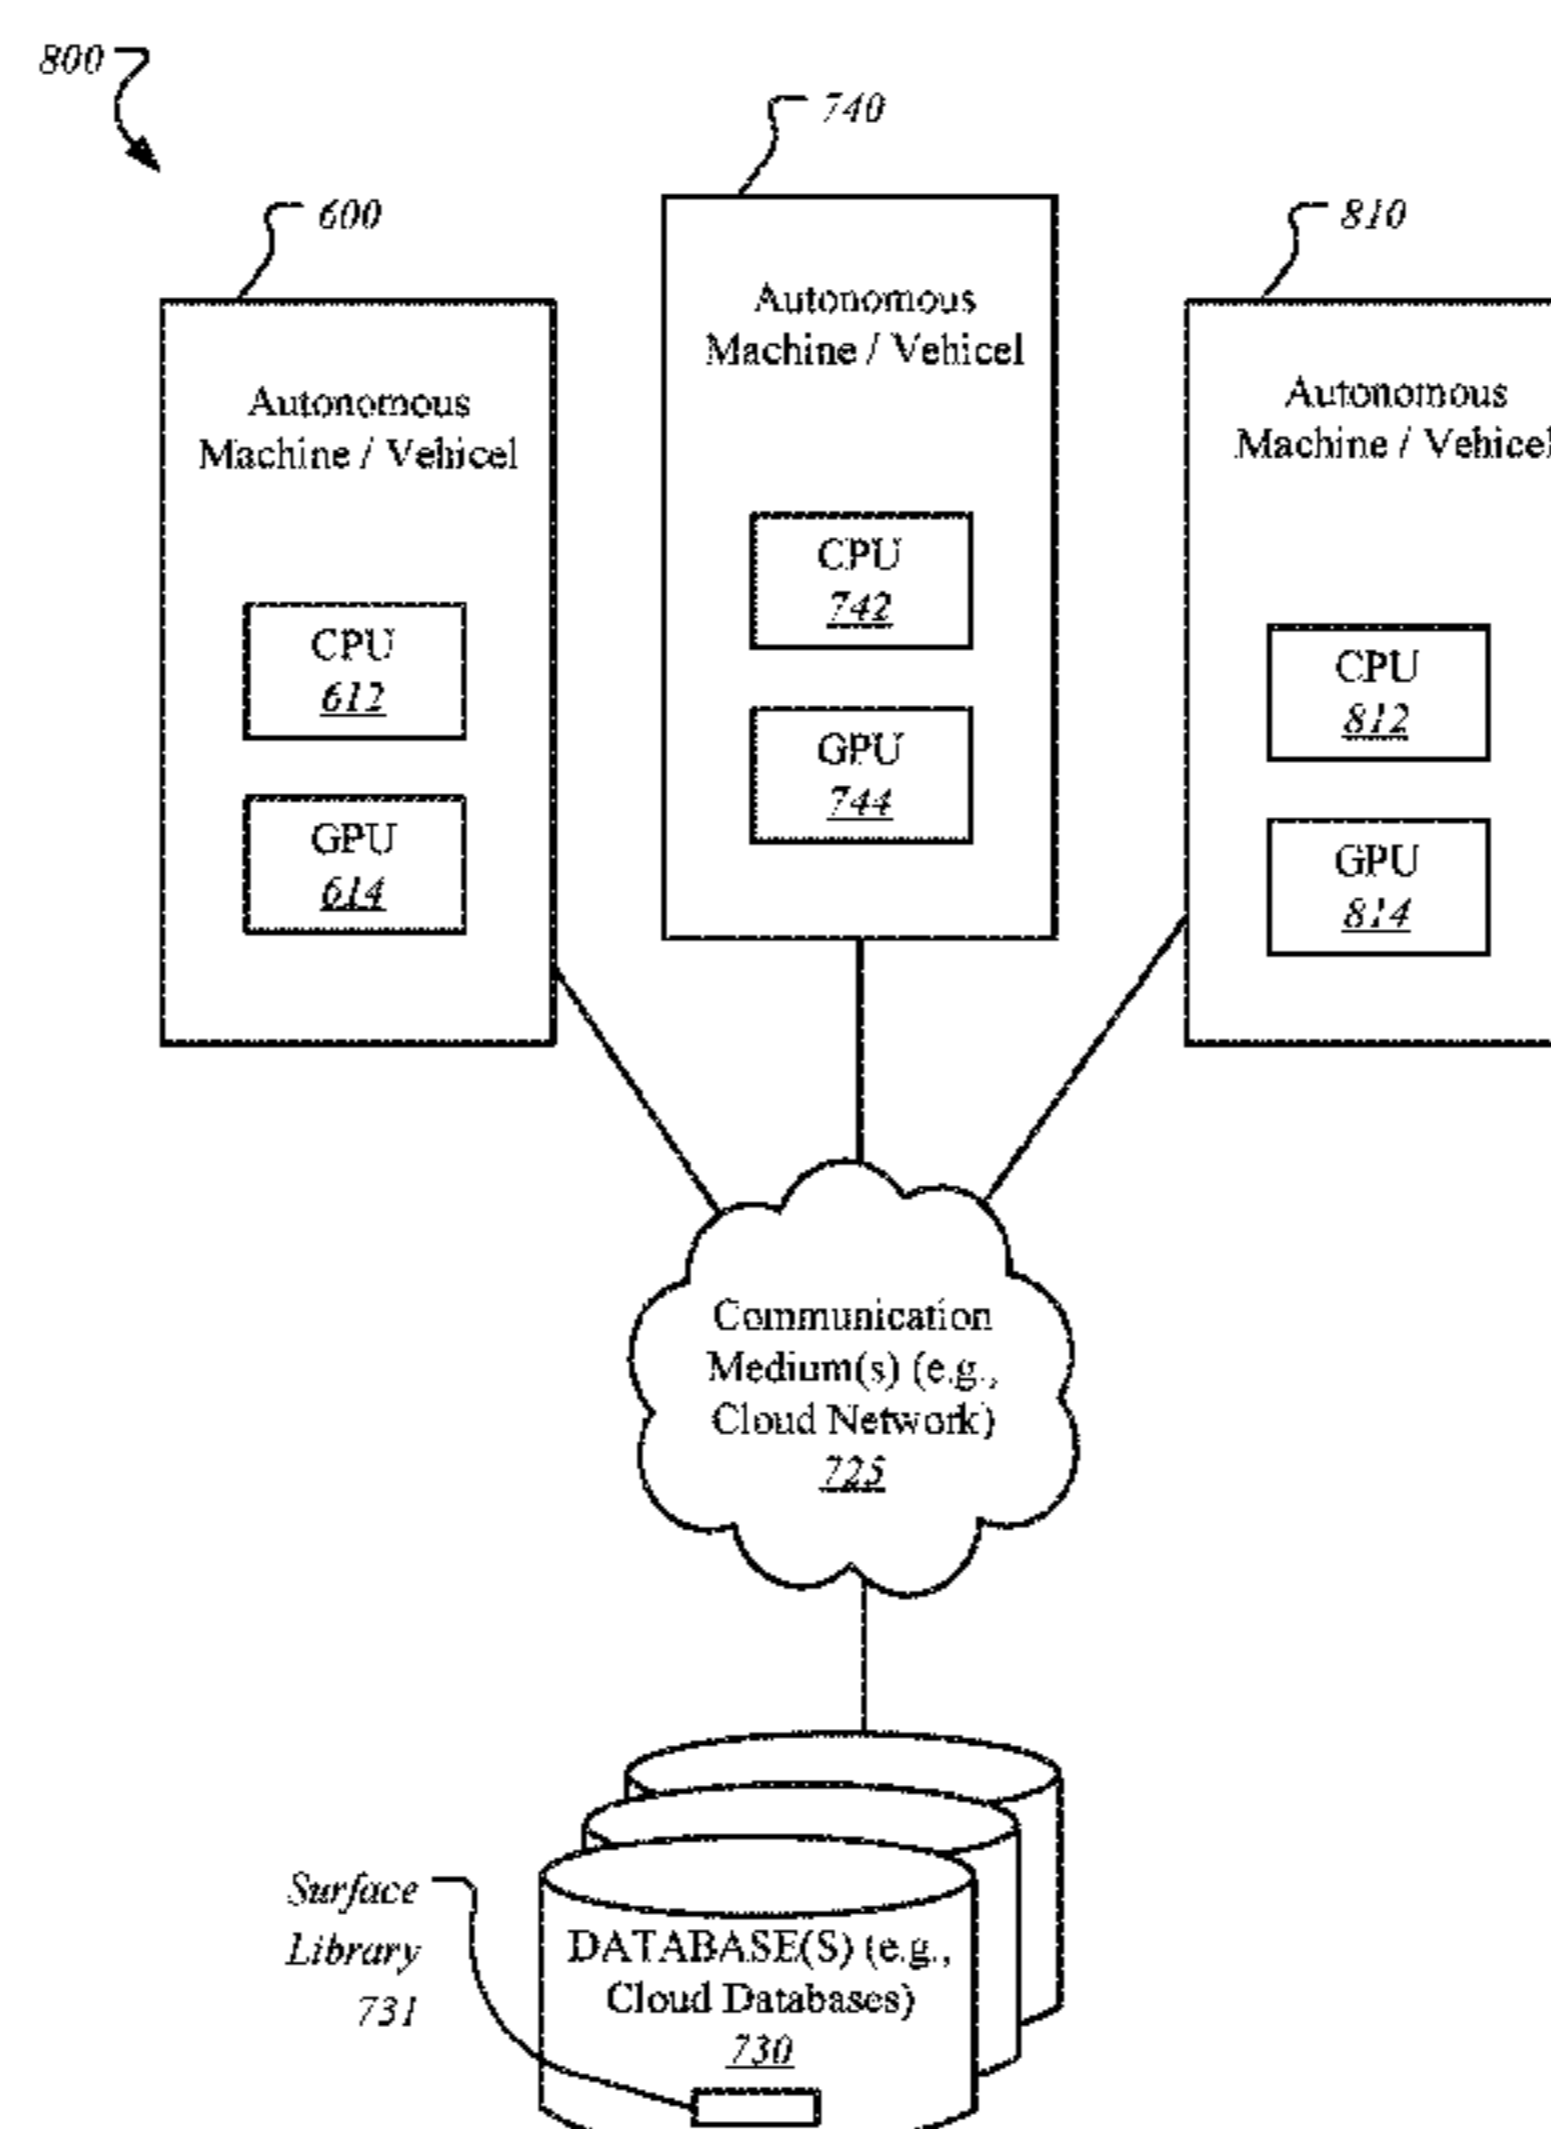 800
740
600
810
Autonomous
Machine / Vehicel
CPU
612
GPU
614
Autonomous
Machine / Vehicel
CPU
742
GPU
744
Autonomous
Machine / Vehicel
CPU
812
GPU
814
Communication
Medium(s) (e.g.,
Cloud Network)
725
Surface
Library
731
DATABASE(S) (e.g.,
Cloud Databases)
730